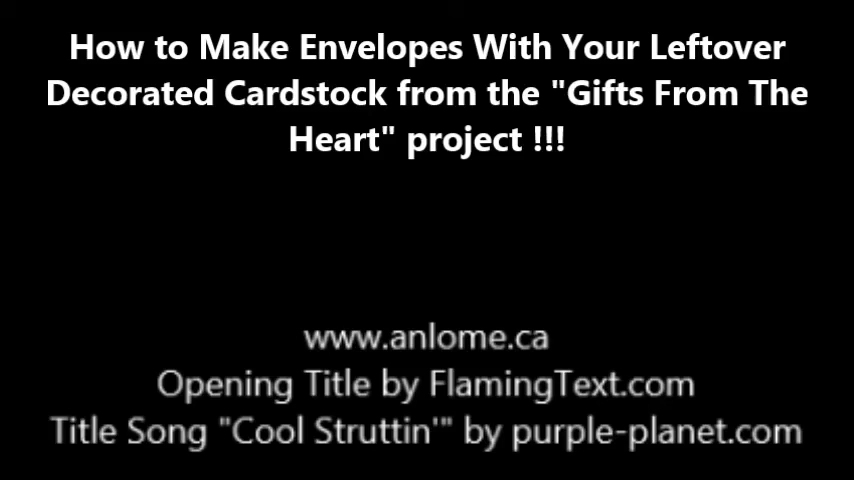 How to Make Envelopes With Your Leftover
Decorated Cardstock from the "Gifts From The
Heart" project !!!
www.anlome.ca
Opening Title by FlamingText.com
Title Song "Cool Struttin'" by purple-planet.com